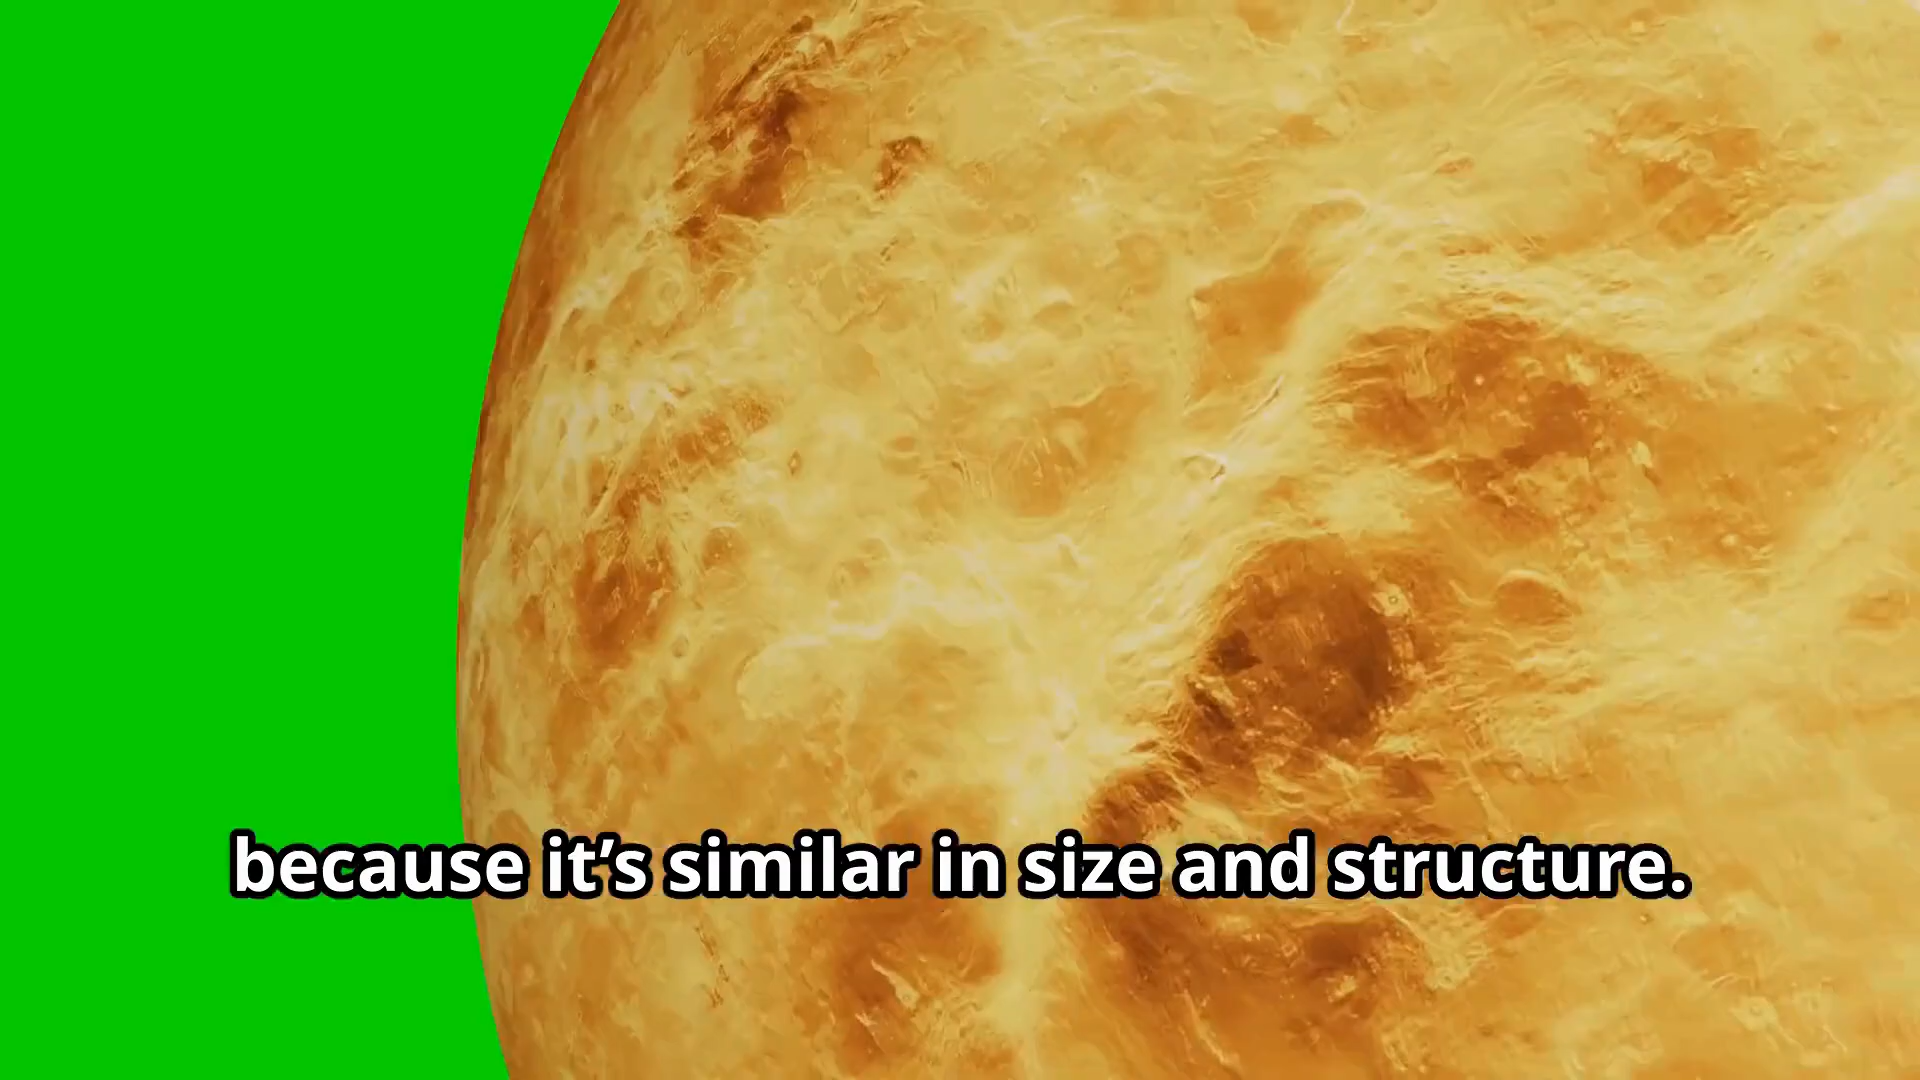 because it’s similar in size and structure.